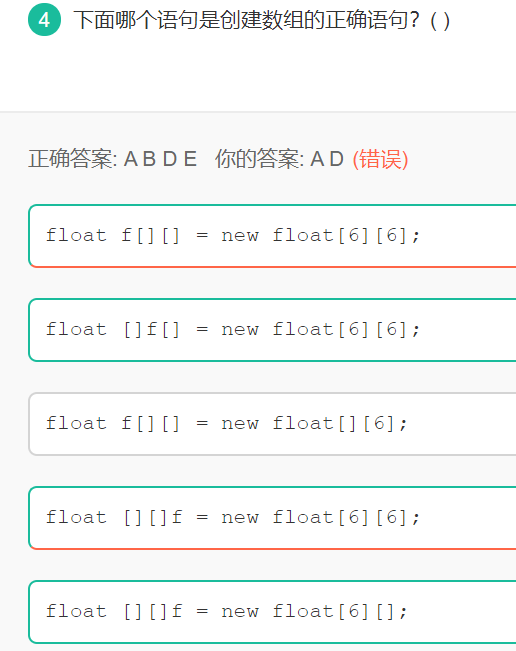 4 下面哪个语句是创建数组的正确语句？( )
正确答案: A B D E 你的答案: A D (错误)
float f[][] = new float[6][6];
float []f[] = new float[6][6];
float f[][] = new float[][6];
float [][]f = new float[6][6];
float [][]f = new float[6][];